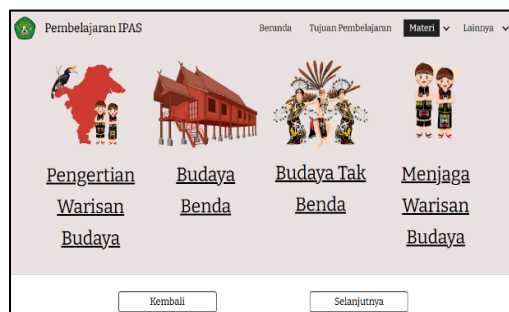 Pembelajaran IPAS
Beranda Tujuan Pembelajaran Materi Lainnya
Pengertian
Warisan
Budaya
Budaya
Benda
Budaya Tak
Benda
Menjaga
Warisan
Budaya
Kembali
Selanjutnya